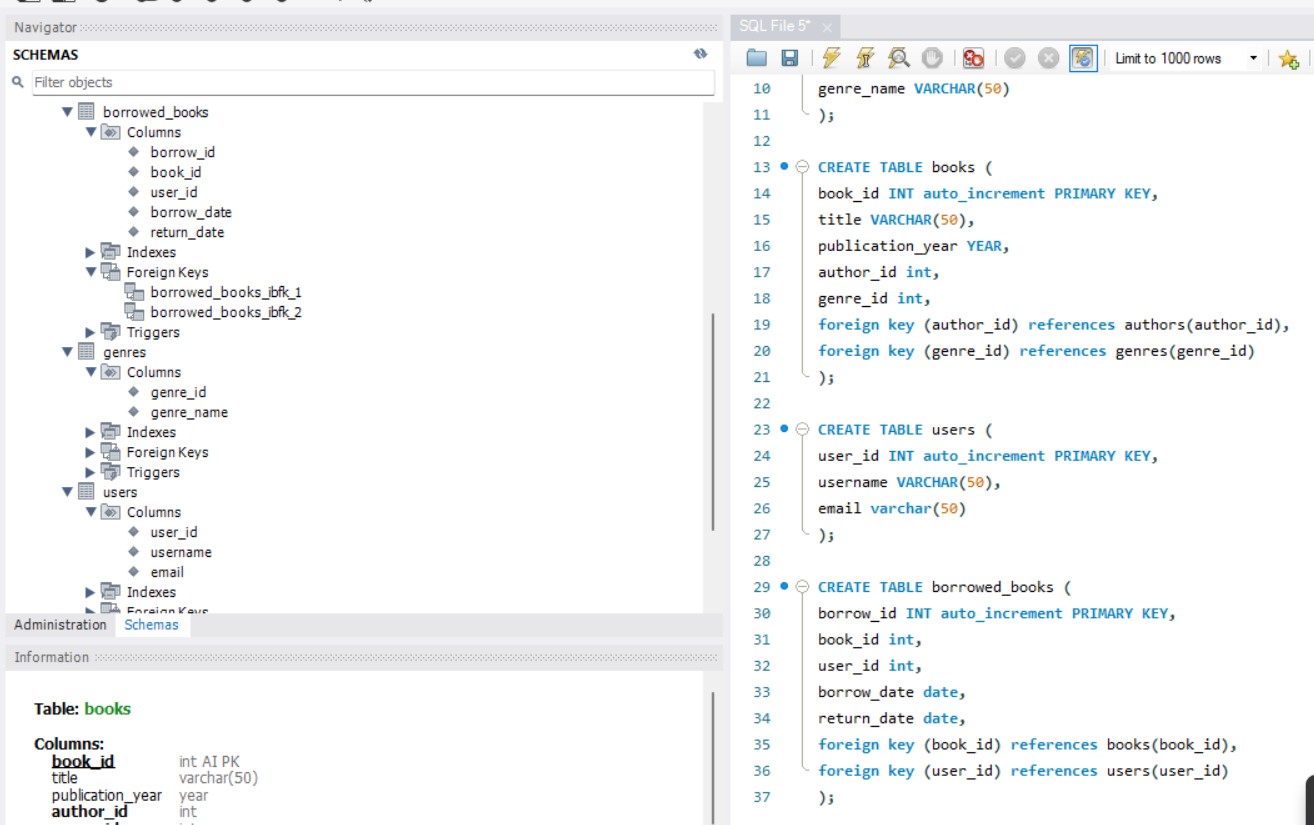 Navigator
SCHEMAS
Filter objects
borrowed_books
Columns
borrow_id
book_id
user_id
borrow_date
return_date
Indexes
Foreign Keys
borrowed_books_ibfk_1
borrowed_books_ibfk_2
Triggers
genres
Columns
genre_id
genre_name
Indexes
Foreign Keys
Triggers
users
Columns
user_id
username
email
Indexes
Foreign Keys
Administration Schemas
Information
Table: books
Columns:
book_id int AI PK
title varchar(50)
publication_year year
author_id int
SQL File 5*
Limit to 1000 rows
10 genre_name VARCHAR(50)
11 );
12
13 CREATE TABLE books (
14 book_id INT auto_increment PRIMARY KEY,
15 title VARCHAR(50),
16 publication_year YEAR,
17 author_id int,
18 genre_id int,
19 foreign key (author_id) references authors(author_id),
20 foreign key (genre_id) references genres(genre_id)
21 );
22
23 CREATE TABLE users (
24 user_id INT auto_increment PRIMARY KEY,
25 username VARCHAR(50),
26 email varchar(50)
27 );
28
29 CREATE TABLE borrowed_books (
30 borrow_id INT auto_increment PRIMARY KEY,
31 book_id int,
32 user_id int,
33 borrow_date date,
34 return_date date,
35 foreign key (book_id) references books(book_id),
36 foreign key (user_id) references users(user_id)
37 );